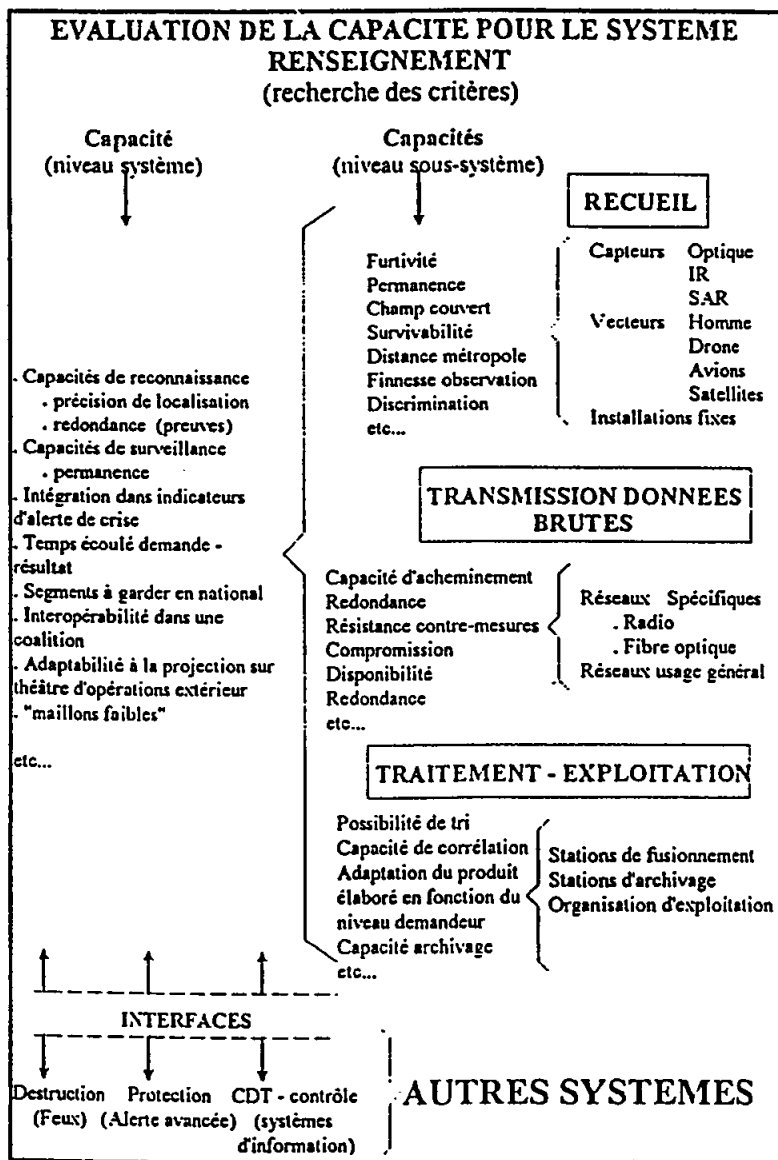 EVALUATION DE LA CAPACITE POUR LE SYSTEME
RENSEIGNEMENT
(recherche des critères)
Capacité
(niveau système)
. Capacités de reconnaissance
. précision de localisation
. redondance (preuves)
. Capacités de surveillance
. permanence
. Intégration dans indicateurs
d'alerte de crise
. Temps écoulé demande -
résultat
. Segments à garder en national
. Interopérabilité dans une
coalition
. Adaptabilité à la projection sur
théâtre d'opérations extérieur
. "maillons faibles"
etc...
Capacités
(niveau sous-système)
RECUEIL
Furtivité
Permanence
Champ couvert
Survivabilité
Distance métropole
Finnesse observation
Discrimination
etc...
Capteurs Optique
IR
SAR
Vecteurs Homme
Drone
Avions
Satellites
Installations fixes
TRANSMISSION DONNEES
BRUTES
Capacité d'acheminement
Redondance
Résistance contre-mesures
Compromission
Disponibilité
Redondance
etc...
Réseaux Spécifiques
. Radio
. Fibre optique
Réseaux usage général
TRAITEMENT - EXPLOITATION
Possibilité de tri
Capacité de corrélation
Adaptation du produit
élaboré en fonction du
niveau demandeur
Capacité archivage
etc...
Stations de fusionnement
Stations d'archivage
Organisation d'exploitation
INTERFACES
Destruction
(Feux)
Protection
(Alerte avancée)
CDT - contrôle
(systèmes
d'information)
AUTRES SYSTEMES